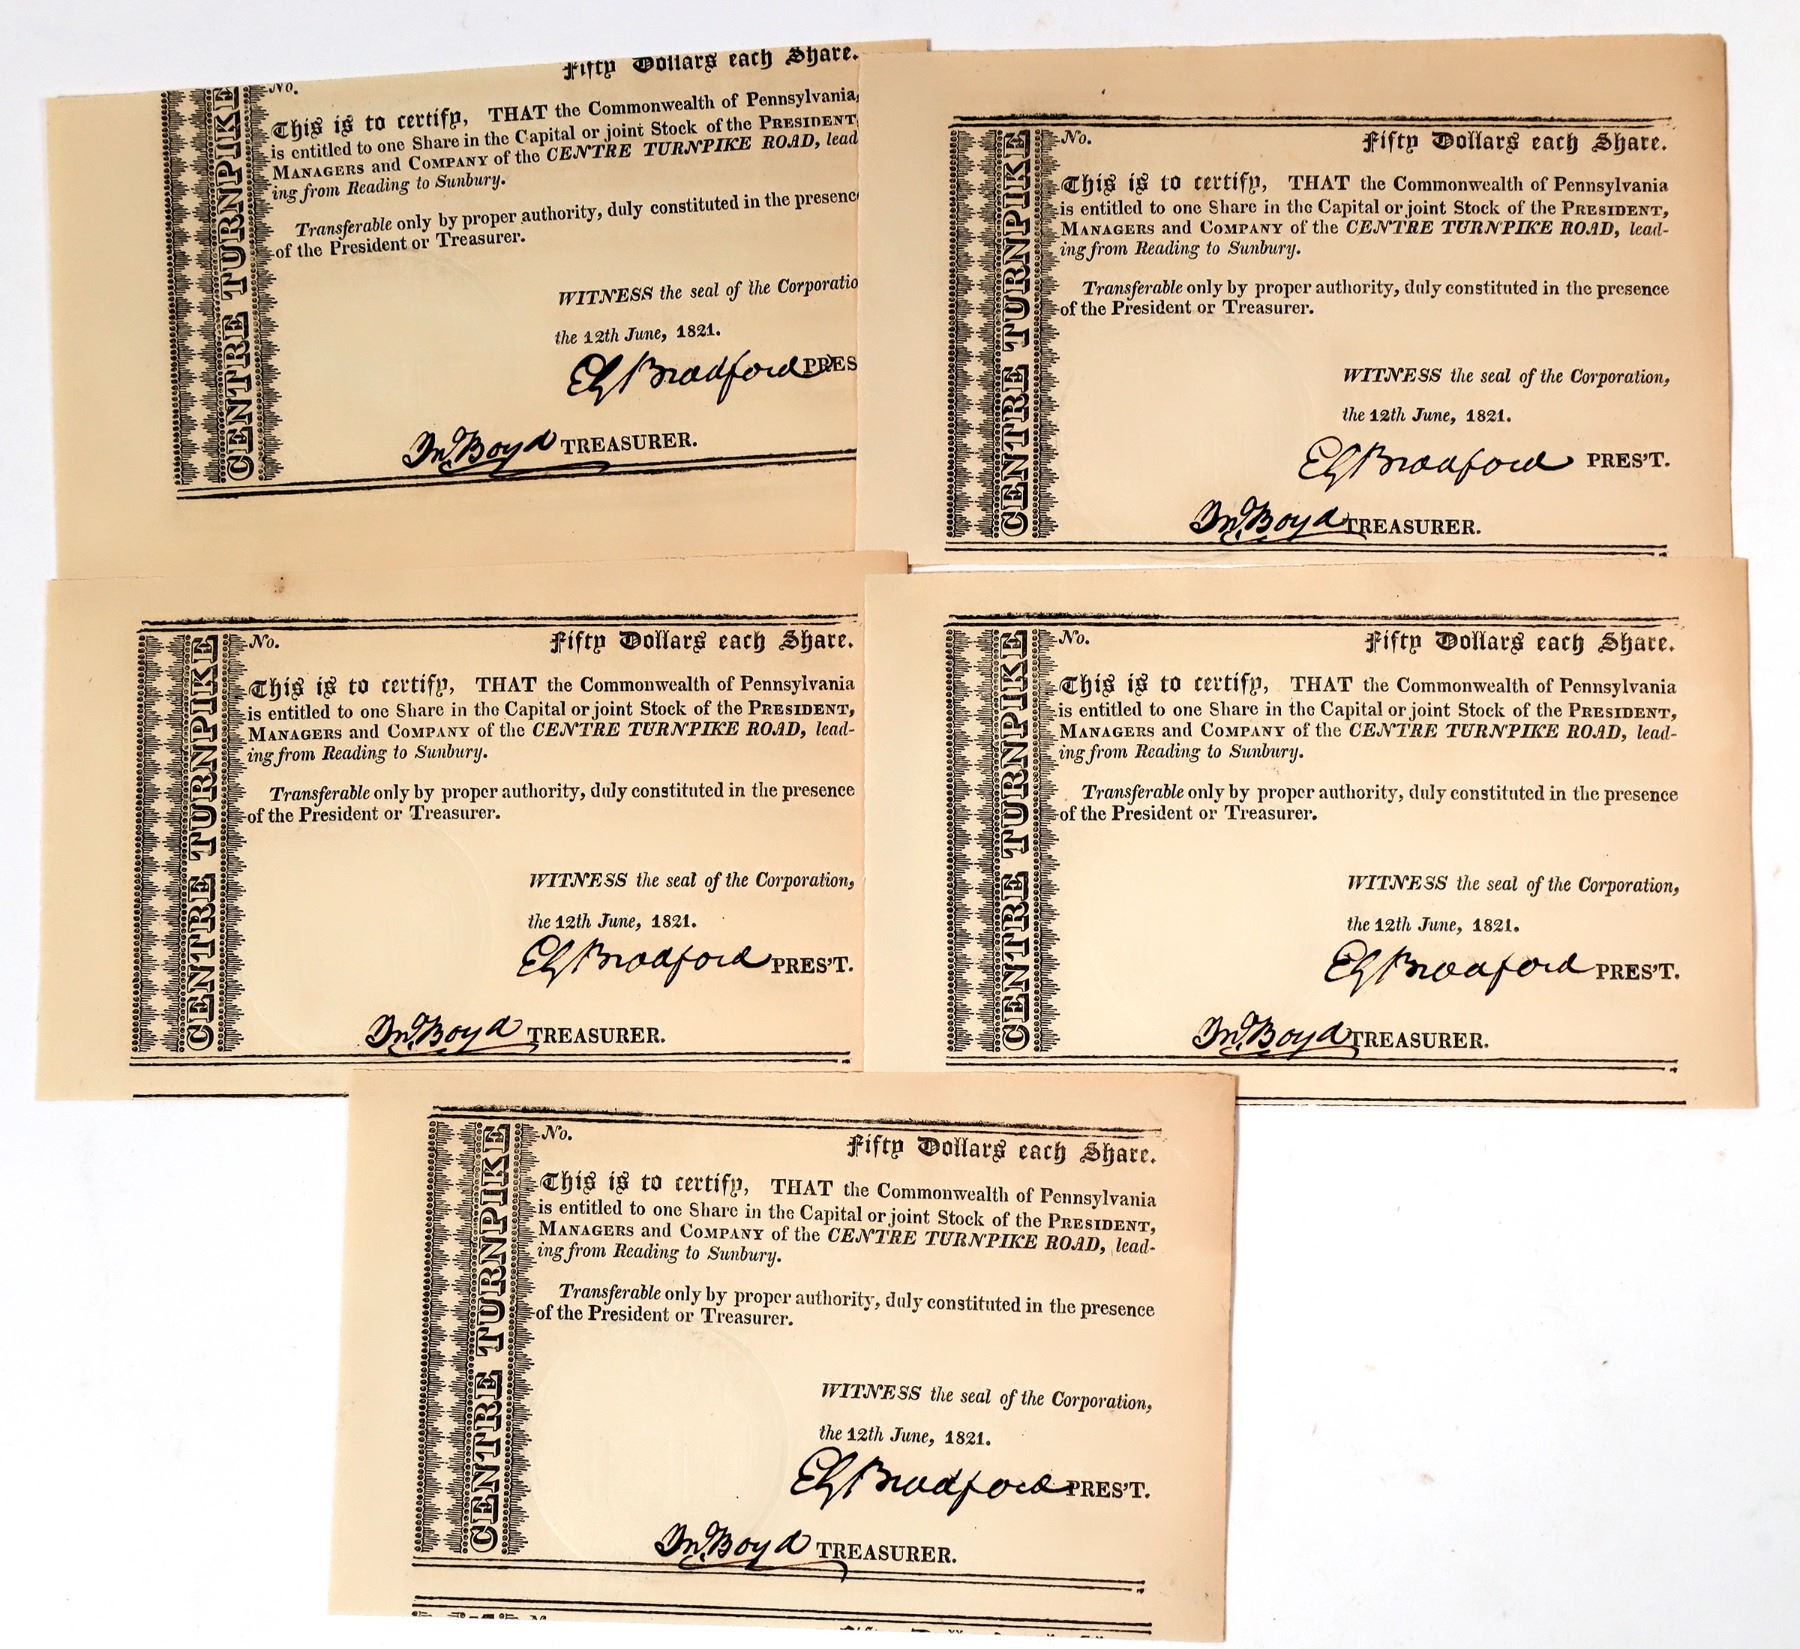 Fifty Dollars each Share.
No.
CENTRE TURNPIKE
This is to certify, THAT the Commonwealth of Pennsylvania,
is entitled to one Share in the Capital or joint Stock of the PRESIDENT
MANAGERS and COMPANY of the CENTRE TURNPIKE ROAD, lead
ing from Reading to Sunbury.
Transferable only by proper authority, duly constituted in the presenc
of the President or Treasurer.
WITNESS the seal of the Corporatio
the 12th June, 1821.
Bradford PRES
Jno. Boyd TREASURER.
CENTRE TURNPIKE
No. Fifty Dollars each Share.
This is to certify, THAT the Commonwealth of Pennsylvania
is entitled to one Share in the Capital or joint Stock of the PRESIDENT,
MANAGERS and COMPANY of the CENTRE TURNPIKE ROAD, lead-
ing from Reading to Sunbury.
Transferable only by proper authority, duly constituted in the presence
of the President or Treasurer.
WITNESS the seal of the Corporation,
the 12th June, 1821.
Bradford PRES'T.
Jno. Boyd TREASURER.
CENTRE TURNPIKE
No. Fifty Dollars each Share.
This is to certify, THAT the Commonwealth of Pennsylvania
is entitled to one Share in the Capital or joint Stock of the PRESIDENT,
MANAGERS and COMPANY of the CENTRE TURNPIKE ROAD, lead-
ing from Reading to Sunbury.
Transferable only by proper authority, duly constituted in the presence
of the President or Treasurer.
WITNESS the seal of the Corporation,
the 12th June, 1821.
Bradford PRES'T.
Jno. Boyd TREASURER.
CENTRE TURNPIKE
No. Fifty Dollars each Share.
This is to certify, THAT the Commonwealth of Pennsylvania
is entitled to one Share in the Capital or joint Stock of the PRESIDENT,
MANAGERS and COMPANY of the CENTRE TURNPIKE ROAD, lead-
ing from Reading to Sunbury.
Transferable only by proper authority, duly constituted in the presence
of the President or Treasurer.
WITNESS the seal of the Corporation,
the 12th June, 1821.
Bradford PRES'T.
Jno. Boyd TREASURER.
CENTRE TURNPIKE
No. Fifty Dollars each Share.
This is to certify, THAT the Commonwealth of Pennsylvania
is entitled to one Share in the Capital or joint Stock of the PRESIDENT,
MANAGERS and COMPANY of the CENTRE TURNPIKE ROAD, lead-
ing from Reading to Sunbury.
Transferable only by proper authority, duly constituted in the presence
of the President or Treasurer.
WITNESS the seal of the Corporation,
the 12th June, 1821.
Bradford PRES'T.
Jno. Boyd TREASURER.